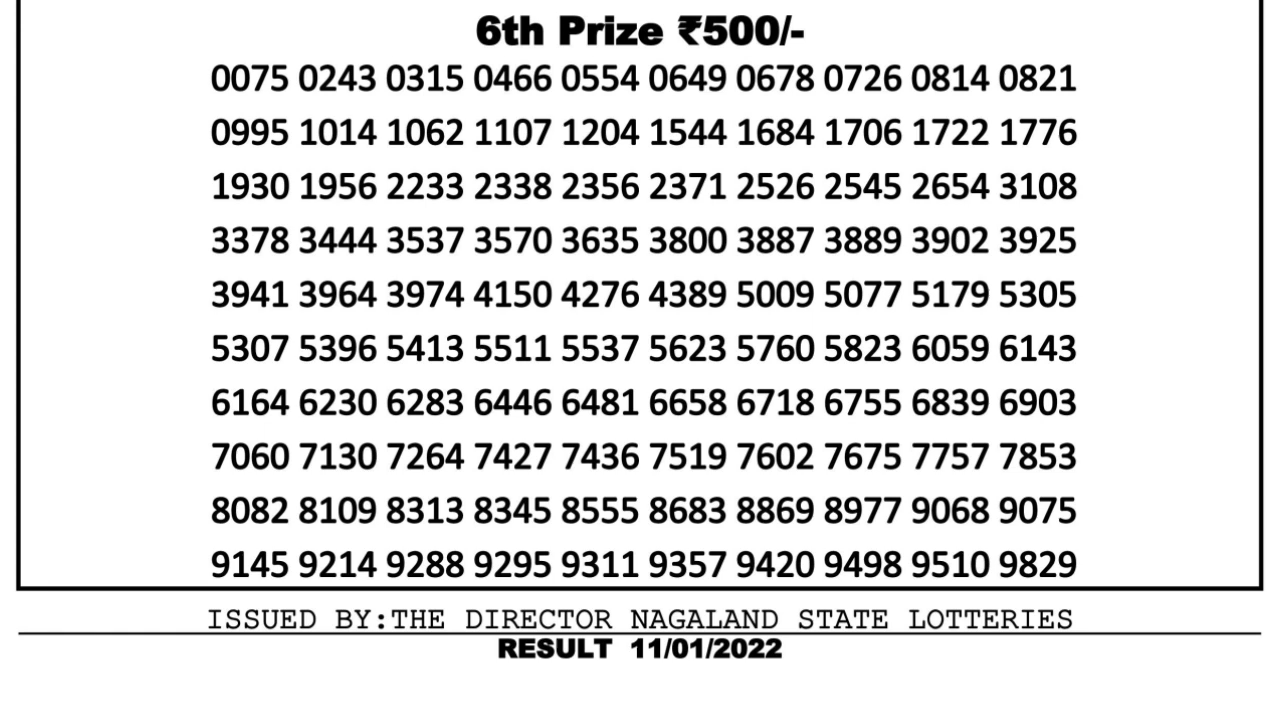 6th Prize ₹500/-
0075 0243 0315 0466 0554 0649 0678 0726 0814 0821
0995 1014 1062 1107 1204 1544 1684 1706 1722 1776
1930 1956 2233 2338 2356 2371 2526 2545 2654 3108
3378 3444 3537 3570 3635 3800 3887 3889 3902 3925
3941 3964 3974 4150 4276 4389 5009 5077 5179 5305
5307 5396 5413 5511 5537 5623 5760 5823 6059 6143
6164 6230 6283 6446 6481 6658 6718 6755 6839 6903
7060 7130 7264 7427 7436 7519 7602 7675 7757 7853
8082 8109 8313 8345 8555 8683 8869 8977 9068 9075
9145 9214 9288 9295 9311 9357 9420 9498 9510 9829
ISSUED BY:THE DIRECTOR NAGALAND STATE LOTTERIES
RESULT 11/01/2022